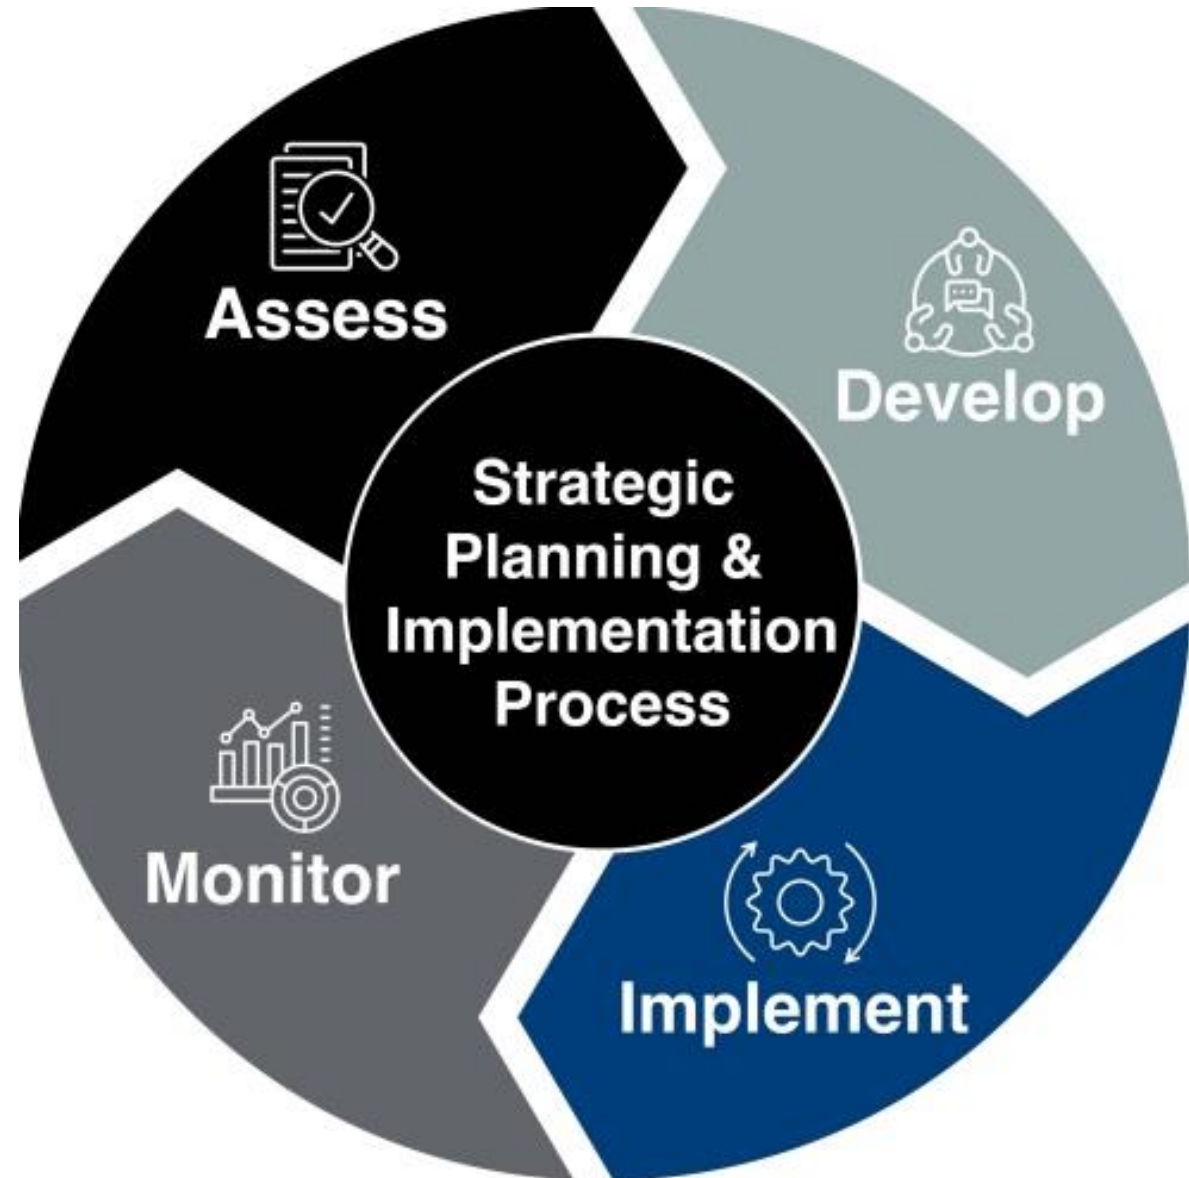 Assess
Develop
Strategic
Planning &
Implementation
Process
Monitor
Implement